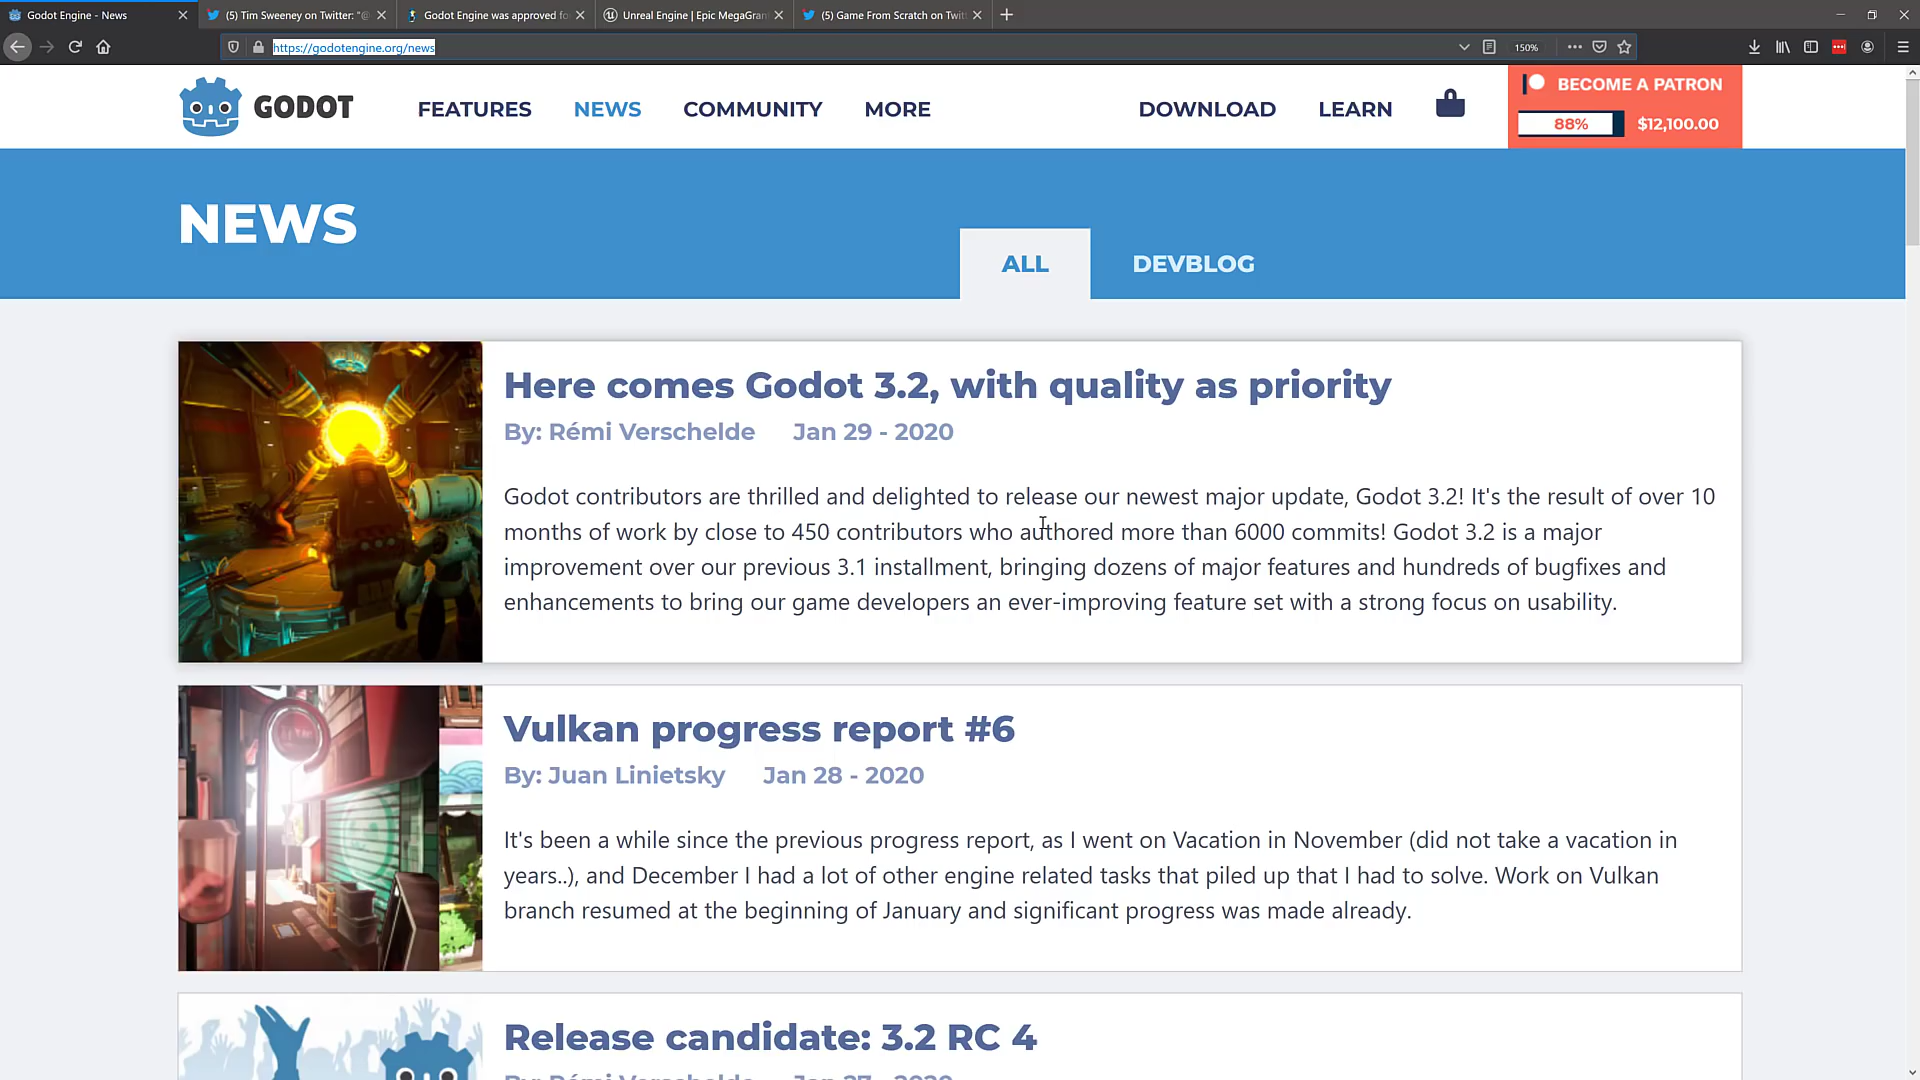 Godot Engine - News
(5) Tim Sweeney on Twitter: "@
Godot Engine was approved fo
Unreal Engine | Epic MegaGran
(5) Game From Scratch on Twitt
https://godotengine.org/news
150%
GODOT
FEATURES
NEWS
COMMUNITY
MORE
DOWNLOAD
LEARN
BECOME A PATRON
88%
$12,100.00
NEWS
ALL
DEVBLOG
Here comes Godot 3.2, with quality as priority
By: Rémi Verschelde Jan 29 - 2020
Godot contributors are thrilled and delighted to release our newest major update, Godot 3.2! It's the result of over 10
months of work by close to 450 contributors who authored more than 6000 commits! Godot 3.2 is a major
improvement over our previous 3.1 installment, bringing dozens of major features and hundreds of bugfixes and
enhancements to bring our game developers an ever-improving feature set with a strong focus on usability.
Vulkan progress report #6
By: Juan Linietsky Jan 28 - 2020
It's been a while since the previous progress report, as I went on Vacation in November (did not take a vacation in
years..), and December I had a lot of other engine related tasks that piled up that I had to solve. Work on Vulkan
branch resumed at the beginning of January and significant progress was made already.
Release candidate: 3.2 RC 4
By: Rémi Verschelde Jan 27 - 2020